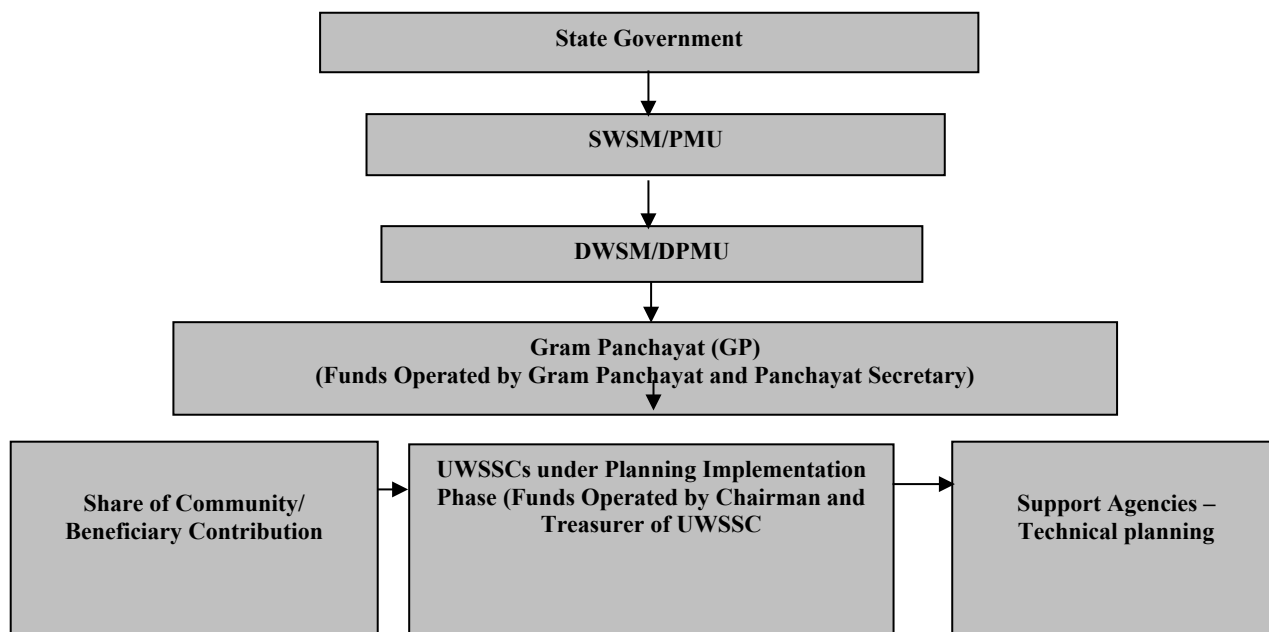 State Government
SWSM/PMU
DWSM/DPMU
Gram Panchayat (GP)
(Funds Operated by Gram Panchayat and Panchayat Secretary)
Share of Community/
Beneficiary Contribution
UWSSCs under Planning Implementation
Phase (Funds Operated by Chairman and
Treasurer of UWSSC
Support Agencies –
Technical planning